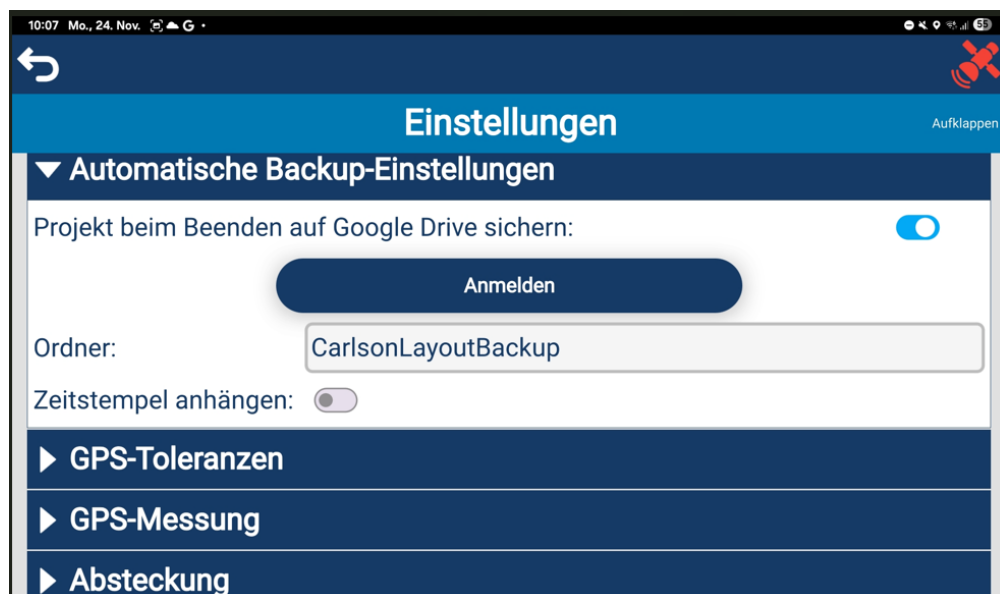 10:07 Mo., 24. Nov. G
55
Einstellungen
Aufklappen
Automatische Backup-Einstellungen
Projekt beim Beenden auf Google Drive sichern:
Anmelden
Ordner: CarlsonLayoutBackup
Zeitstempel anhängen:
GPS-Toleranzen
GPS-Messung
Absteckung